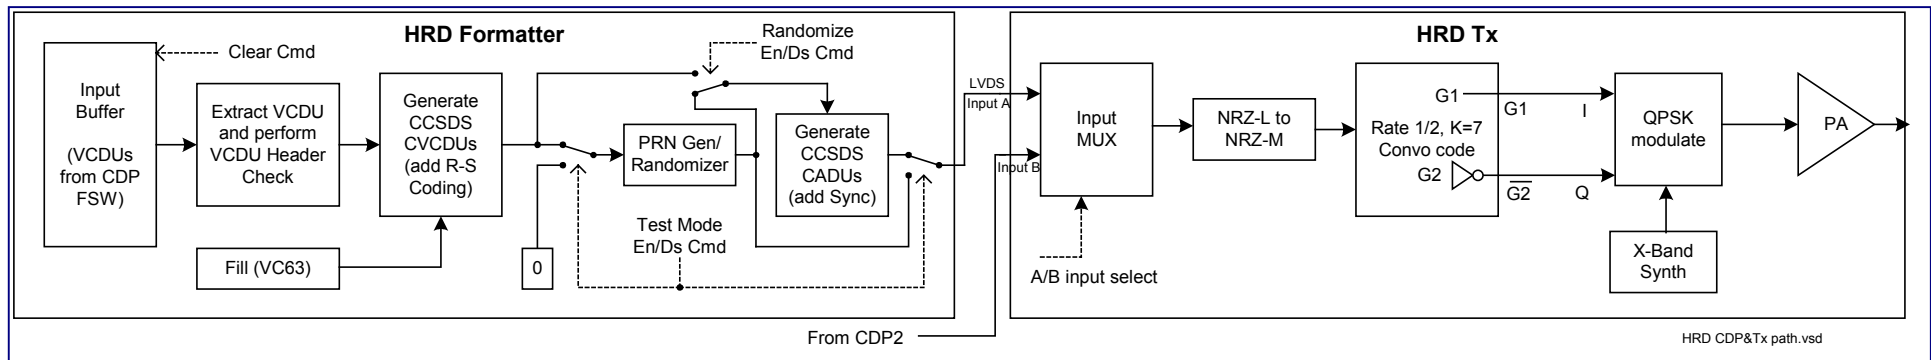 HRD Formatter
HRD Tx
Input
Buffer
(VCDUs
from CDP
FSW)
Clear Cmd
Extract VCDU
and perform
VCDU Header
Check
Fill (VC63)
Generate
CCSDS
CVCDUs
(add R-S
Coding)
0
Randomize
En/Ds Cmd
PRN Gen/
Randomizer
Test Mode
En/Ds Cmd
Generate
CCSDS
CADUs
(add Sync)
LVDS
Input A
Input B
From CDP2
Input
MUX
A/B input select
NRZ-L to
NRZ-M
G1
Rate 1/2, K=7
Convo code
G2
G1
I
G2
Q
QPSK
modulate
X-Band
Synth
PA
HRD CDP&Tx path.vsd